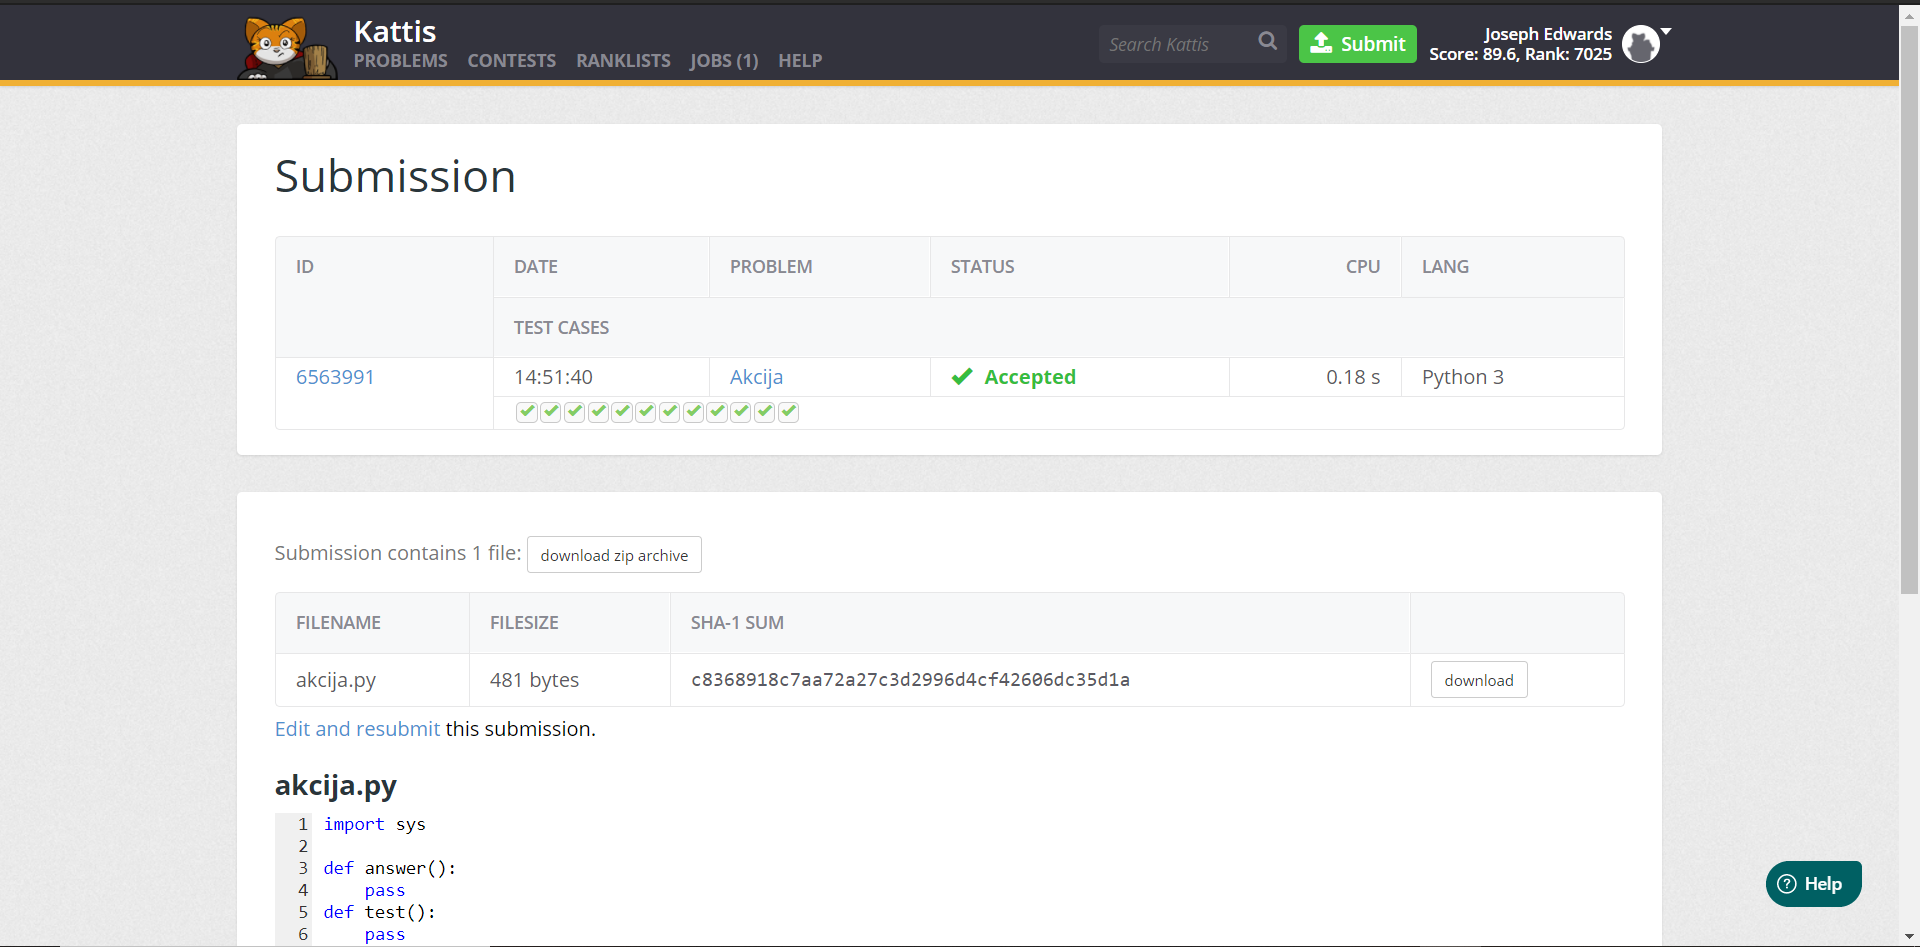 Kattis
PROBLEMS CONTESTS RANKLISTS JOBS (1) HELP
Search Kattis
Submit
Joseph Edwards
Score: 89.6, Rank: 7025
Submission
ID DATE PROBLEM STATUS CPU LANG
TEST CASES
6563991 14:51:40 Akcija Accepted 0.18 s Python 3
Submission contains 1 file: download zip archive
FILENAME FILESIZE SHA-1 SUM
akcija.py 481 bytes c8368918c7aa72a27c3d2996d4cf42606dc35d1a download
Edit and resubmit this submission.
akcija.py
1 import sys
2
3 def answer():
4 pass
5 def test():
6 pass
Help